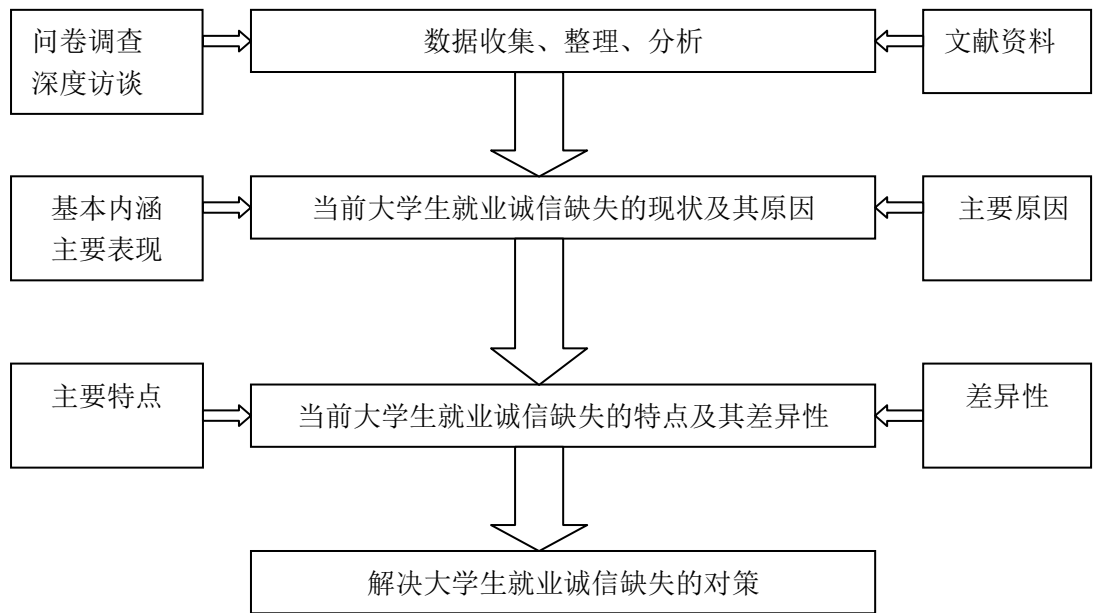 问卷调查
深度访谈
数据收集、整理、分析
文献资料
基本内涵
主要表现
当前大学生就业诚信缺失的现状及其原因
主要原因
主要特点
当前大学生就业诚信缺失的特点及其差异性
差异性
解决大学生就业诚信缺失的对策